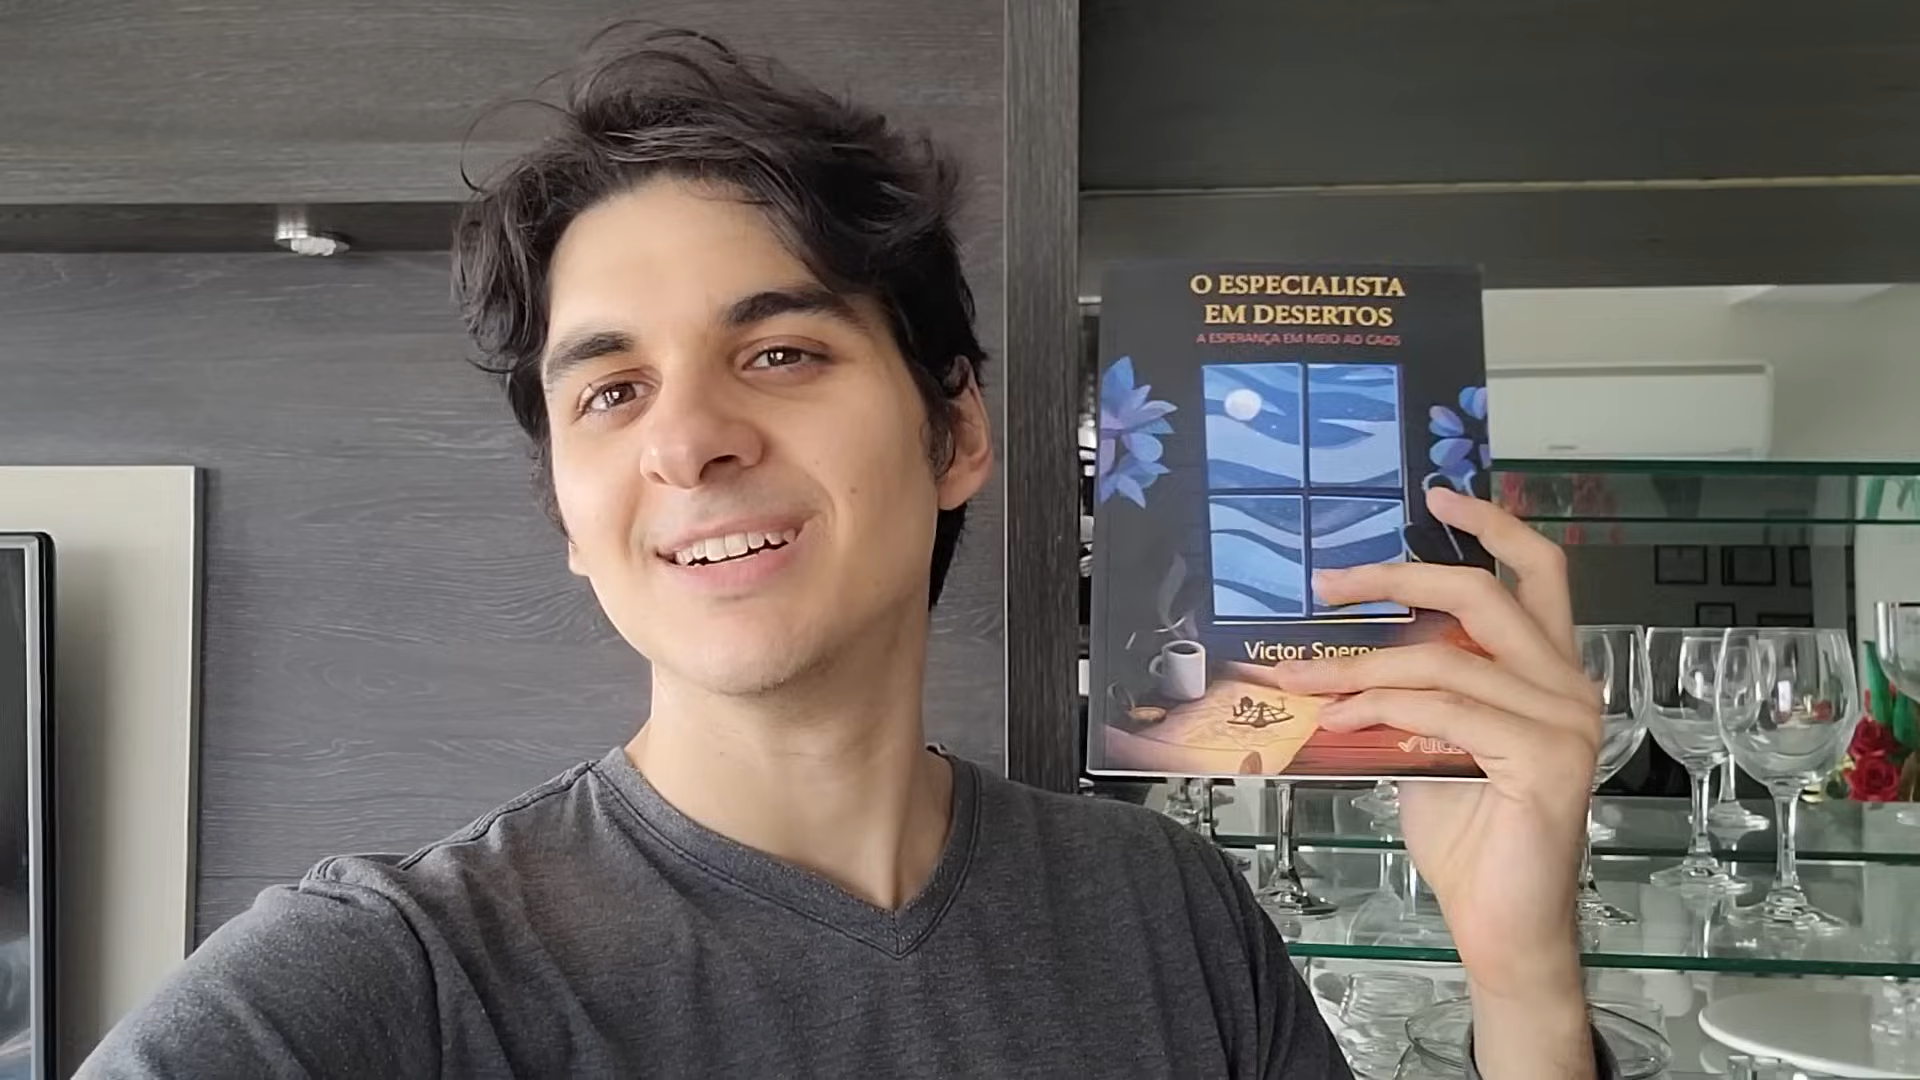 O ESPECIALISTA
EM DESERTOS
A ESPERANÇA EM MEIO AO CAOS
Victor